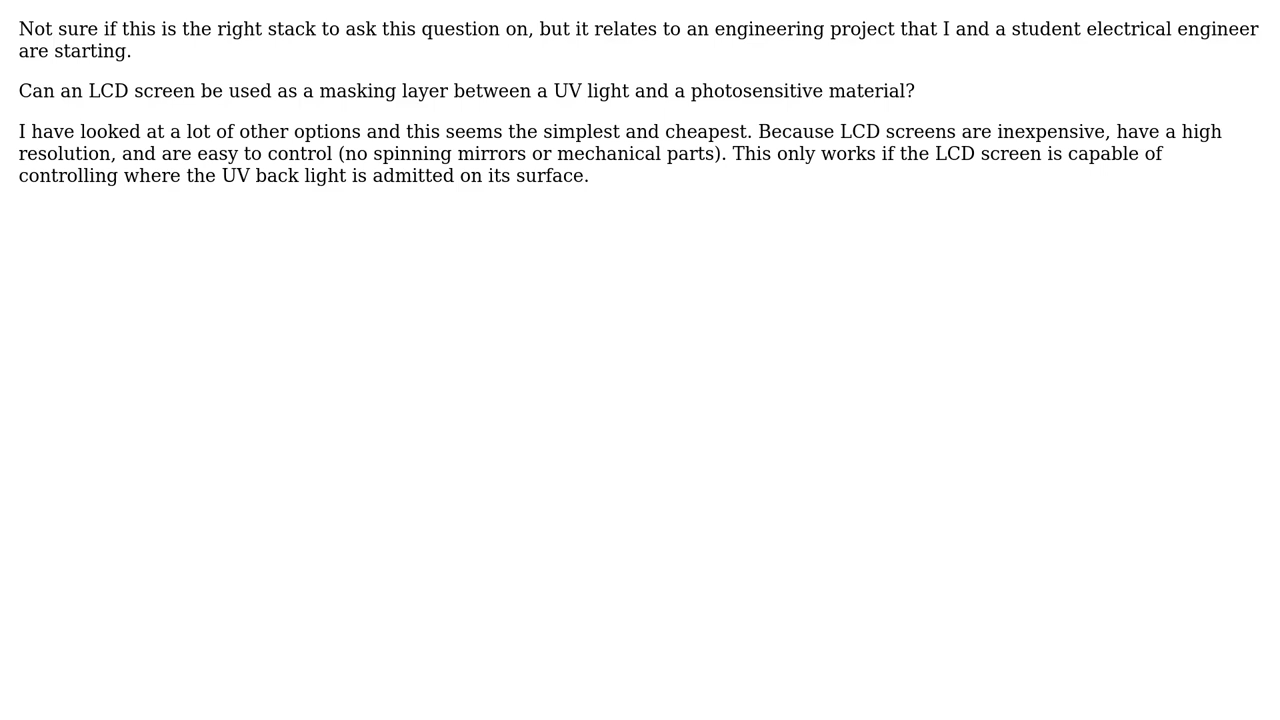 Not sure if this is the right stack to ask this question on, but it relates to an engineering project that I and a student electrical engineer
are starting.
Can an LCD screen be used as a masking layer between a UV light and a photosensitive material?
I have looked at a lot of other options and this seems the simplest and cheapest. Because LCD screens are inexpensive, have a high
resolution, and are easy to control (no spinning mirrors or mechanical parts). This only works if the LCD screen is capable of
controlling where the UV back light is admitted on its surface.